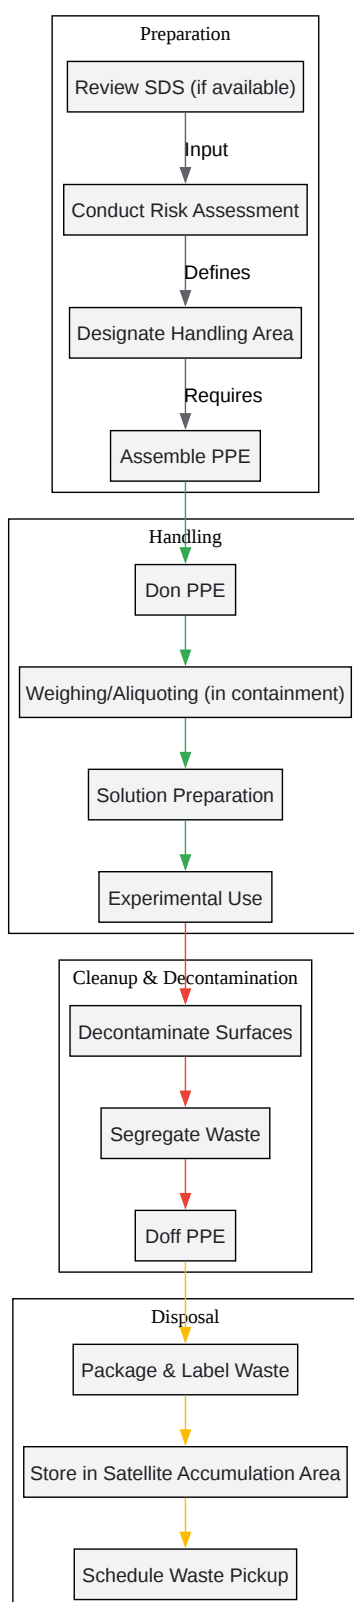 Preparation
Review SDS (if available)
Input
Conduct Risk Assessment
Defines
Designate Handling Area
Requires
Assemble PPE
Handling
Don PPE
Weighing/Aliquoting (in containment)
Solution Preparation
Experimental Use
Cleanup & Decontamination
Decontaminate Surfaces
Segregate Waste
Doff PPE
Disposal
Package & Label Waste
Store in Satellite Accumulation Area
Schedule Waste Pickup